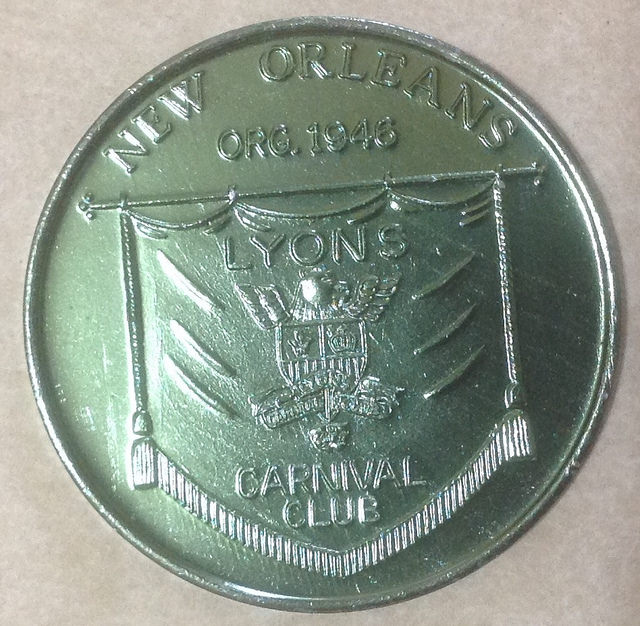 NEW ORLEANS
ORG. 1946
LYONS
CARNIVAL
CLUB